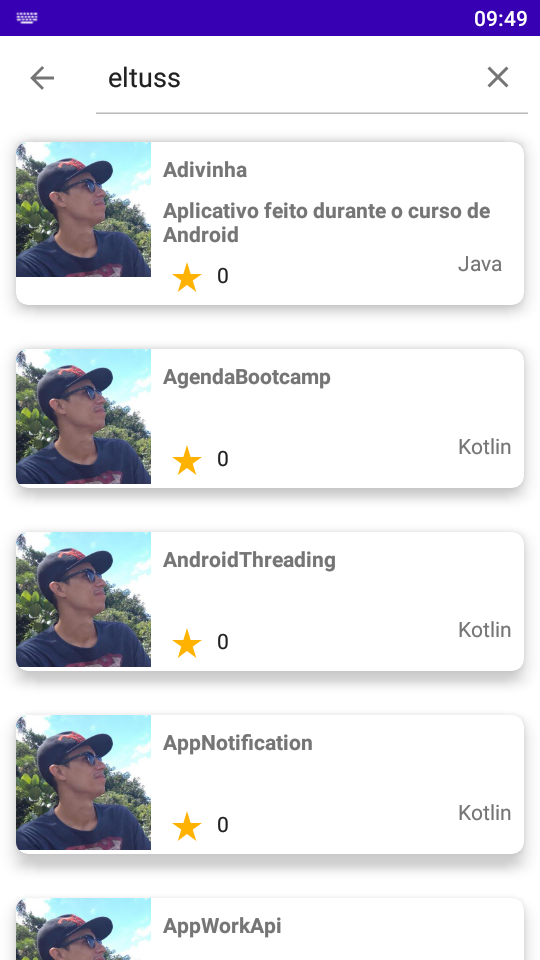 09:49
eltuss
Adivinha
Aplicativo feito durante o curso de
Android
0
Java
AgendaBootcamp
0
Kotlin
AndroidThreading
0
Kotlin
AppNotification
0
Kotlin
AppWorkApi